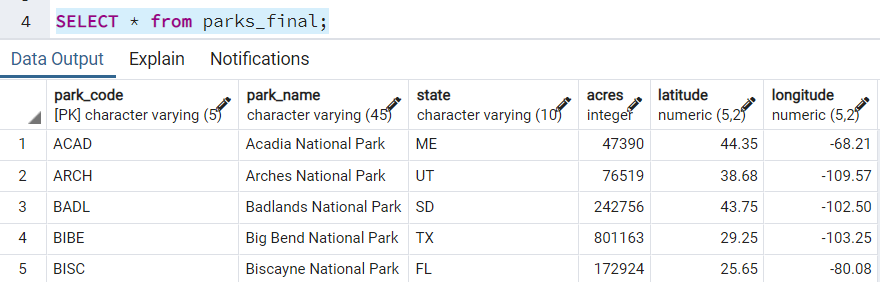 4 SELECT * from parks_final;
Data Output Explain Notifications
park_code park_name state acres latitude longitude
[PK] character varying (5) character varying (45) character varying (10) integer numeric (5,2) numeric (5,2)
1 ACAD Acadia National Park ME 47390 44.35 -68.21
2 ARCH Arches National Park UT 76519 38.68 -109.57
3 BADL Badlands National Park SD 242756 43.75 -102.50
4 BIBE Big Bend National Park TX 801163 29.25 -103.25
5 BISC Biscayne National Park FL 172924 25.65 -80.08